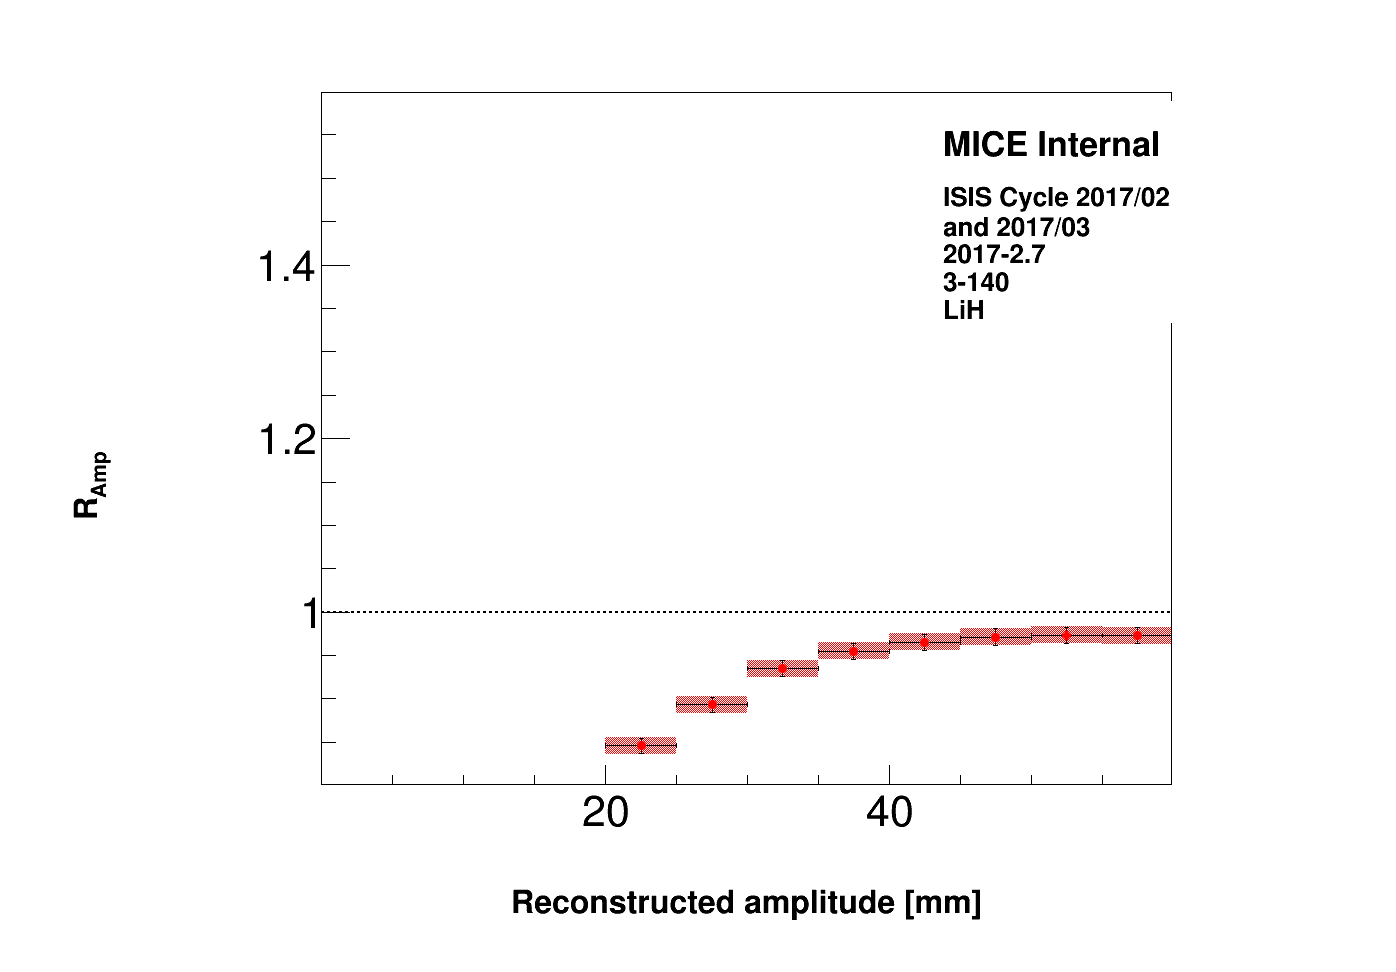 MICE Internal
ISIS Cycle 2017/02
and 2017/03
2017-2.7
3-140
LiH
1.4
1.2
1
R_Amp
20
40
Reconstructed amplitude [mm]